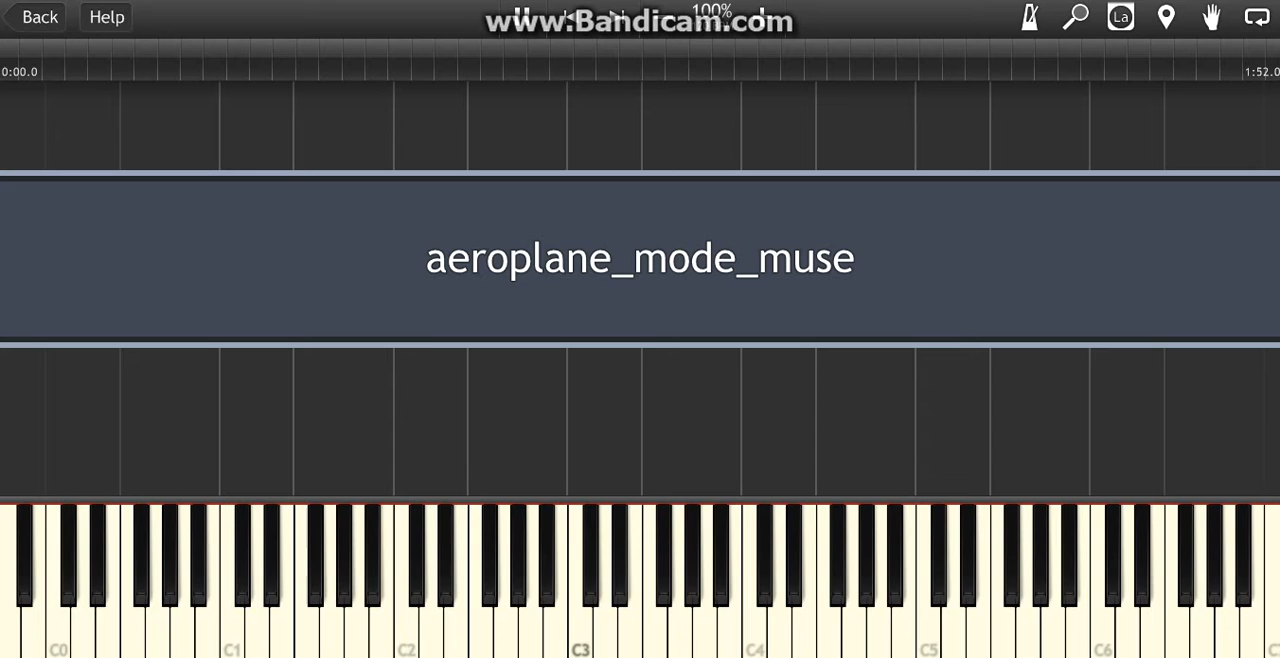 Back
Help
100%
www.Bandicam.com
La
0:00.0
1:52.0
aeroplane_mode_muse
C0
C1
C2
C3
C4
C5
C6